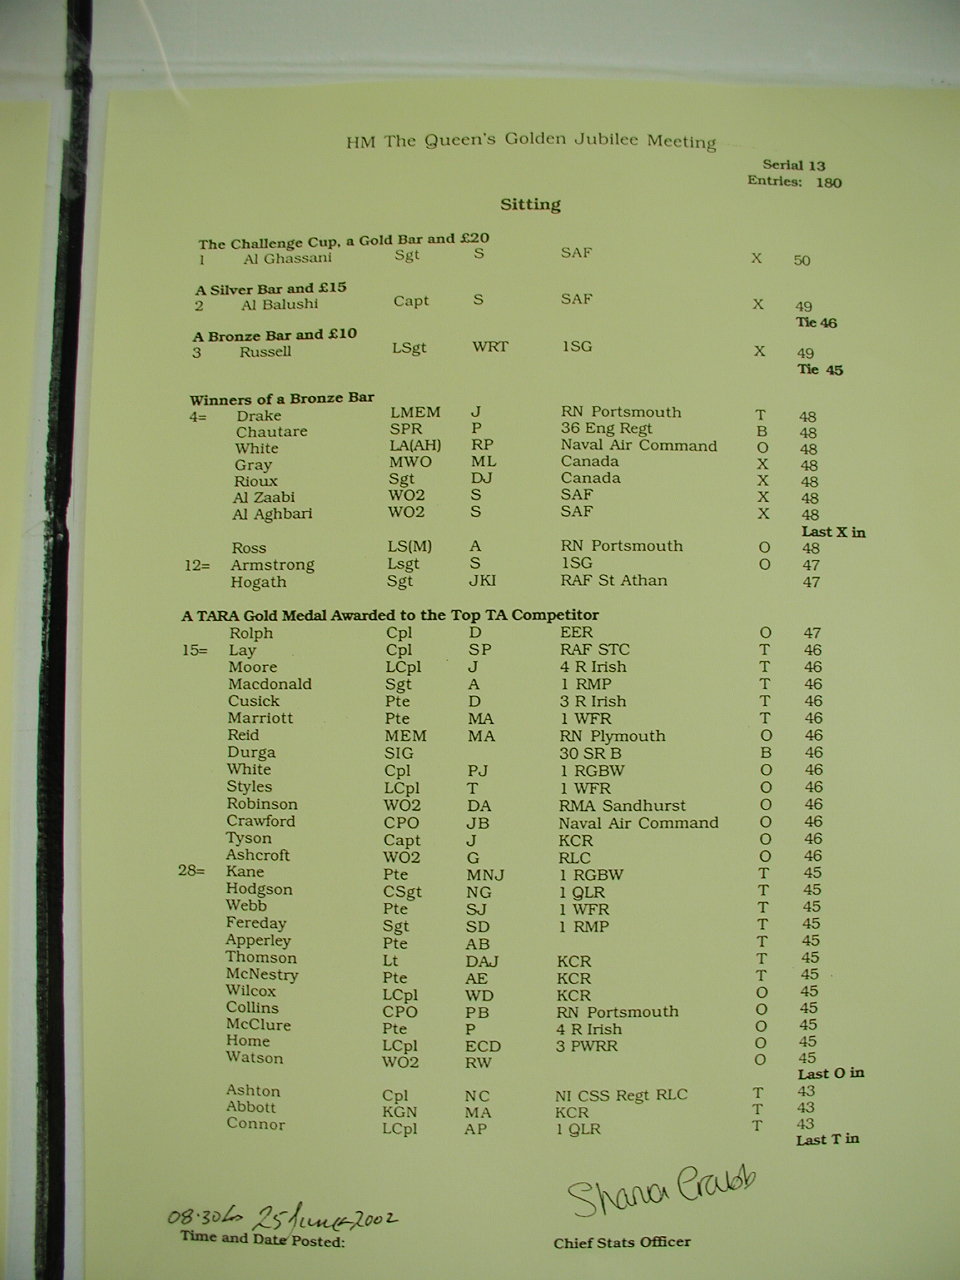 HM The Queen's Golden Jubilee Meeting
Serial 13
Entries: 180
Sitting
The Challenge Cup, a Gold Bar and £20
1 Al Ghassani Sgt S SAF X 50
A Silver Bar and £15
2 Al Balushi Capt S SAF X 49
Tie 46
A Bronze Bar and £10
3 Russell LSgt WRT 1SG X 49
Tie 45
Winners of a Bronze Bar
4= Drake LMEM J RN Portsmouth T 48
Chautare SPR P 36 Eng Regt B 48
White LA(AH) RP Naval Air Command O 48
Gray MWO ML Canada X 48
Rioux Sgt DJ Canada X 48
Al Zaabi WO2 S SAF X 48
Al Aghbari WO2 S SAF X 48
Last X in
Ross LS(M) A RN Portsmouth O 48
12= Armstrong Lsgt S 1SG O 47
Hogath Sgt JKI RAF St Athan 47
A TARA Gold Medal Awarded to the Top TA Competitor
Rolph Cpl D EER O 47
15= Lay Cpl SP RAF STC T 46
Moore LCpl J 4 R Irish T 46
Macdonald Sgt A 1 RMP T 46
Cusick Pte D 3 R Irish T 46
Marriott Pte MA 1 WFR T 46
Reid MEM MA RN Plymouth O 46
Durga SIG 30 SR B B 46
White Cpl PJ 1 RGBW O 46
Styles LCpl T 1 WFR O 46
Robinson WO2 DA RMA Sandhurst O 46
Crawford CPO JB Naval Air Command O 46
Tyson Capt J KCR O 46
Ashcroft WO2 G RLC O 46
28= Kane Pte MNJ 1 RGBW T 45
Hodgson CSgt NG 1 QLR T 45
Webb Pte SJ 1 WFR T 45
Fereday Sgt SD 1 RMP T 45
Apperley Pte AB T 45
Thomson Lt DAJ KCR T 45
McNestry Pte AE KCR T 45
Wilcox LCpl WD KCR O 45
Collins CPO PB RN Portsmouth O 45
McClure Pte P 4 R Irish O 45
Home LCpl ECD 3 PWRR O 45
Watson WO2 RW O 45
Last O in
Ashton Cpl NC NI CSS Regt RLC T 43
Abbott KGN MA KCR T 43
Connor LCpl AP 1 QLR T 43
Last T in
Shana Crabb
08.30 25 June 2002
Time and Date Posted:
Chief Stats Officer